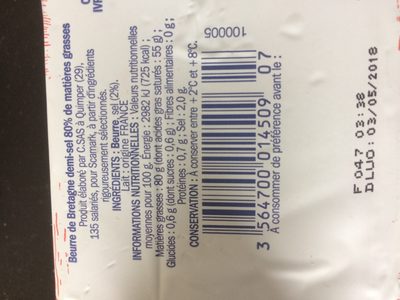 Beurre de Bretagne demi-sel 80% de matières grasses
Produit élaboré par C.SAS à Quimper (29),
135 salariés, pour Scamark, à partir d'ingrédients
rigoureusement sélectionnés.
INGRÉDIENTS : Beurre, sel (2%).
Lait : origine FRANCE
INFORMATIONS NUTRITIONNELLES : Valeurs nutritionnelles
moyennes pour 100 g. Énergie : 2982 kJ (725 kcal) ;
Matières grasses : 80 g (dont acides gras saturés : 55 g) ;
Glucides : 0,6 g (dont sucres : 0,6 g) ; Fibres alimentaires : 0 g ;
Protéines : 0,7 g ; Sel : 2,0 g.
CONSERVATION : À conserver entre +2°C et +8°C.
100005
3 564700 014509 07
À consommer de préférence avant le :
F047 03:38
DLUO: 03/05/2018